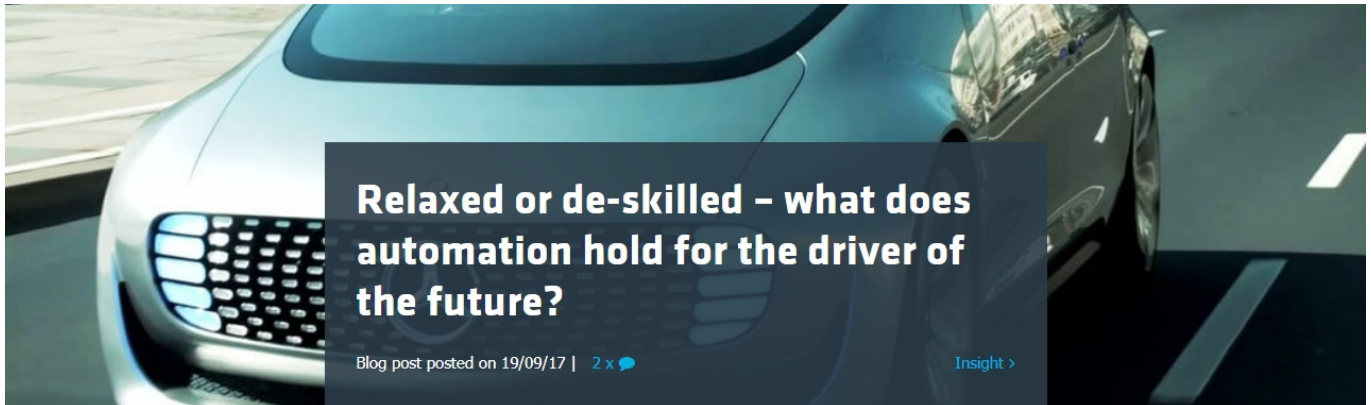 Relaxed or de-skilled – what does
automation hold for the driver of
the future?
Blog post posted on 19/09/17 | 2 x
Insight >